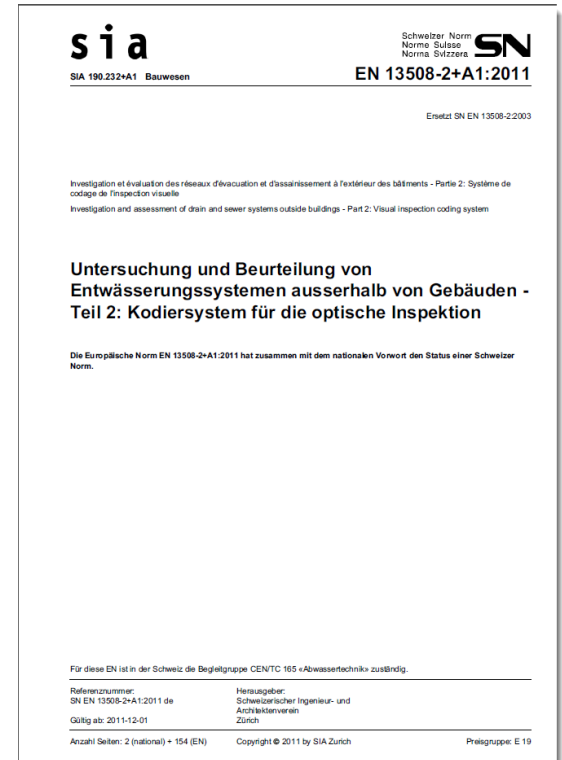 sia
Schweizer Norm
Norme Suisse
Norma Svizzera
SN
SIA 190.232+A1 Bauwesen
EN 13508-2+A1:2011
Ersetzt SN EN 13508-2:2003
Investigation et évaluation des réseaux d'évacuation et d'assainissement à l'extérieur des bâtiments - Partie 2: Système de
codage de l'inspection visuelle
Investigation and assessment of drain and sewer systems outside buildings - Part 2: Visual inspection coding system
Untersuchung und Beurteilung von
Entwässerungssystemen ausserhalb von Gebäuden -
Teil 2: Kodiersystem für die optische Inspektion
Die Europäische Norm EN 13508-2+A1:2011 hat zusammen mit dem nationalen Vorwort den Status einer Schweizer
Norm.
Für diese EN ist in der Schweiz die Begleitgruppe CEN/TC 165 «Abwassertechnik» zuständig.
Referenznummer:
SN EN 13508-2+A1:2011 de
Gültig ab: 2011-12-01
Herausgeber:
Schweizerischer Ingenieur- und
Architektenverein
Zürich
Anzahl Seiten: 2 (national) + 154 (EN)
Copyright © 2011 by SIA Zurich
Preisgruppe: E 19